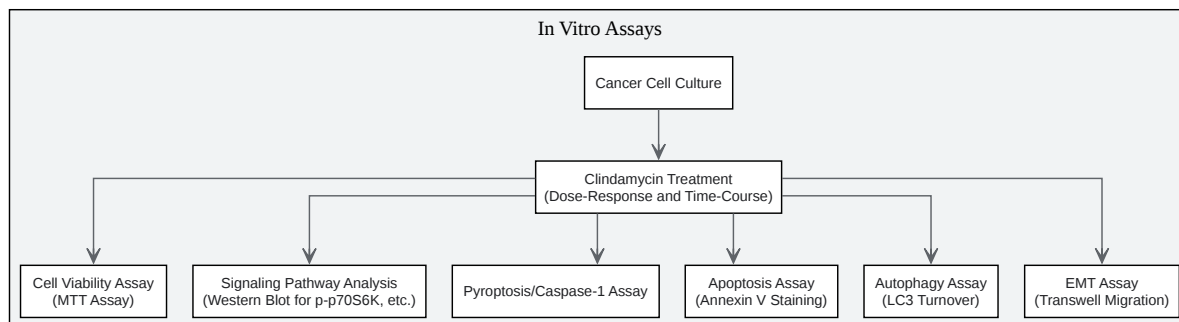 In Vitro Assays
Cancer Cell Culture
Clindamycin Treatment
(Dose-Response and Time-Course)
Cell Viability Assay
(MTT Assay)
Signaling Pathway Analysis
(Western Blot for p-p70S6K, etc.)
Pyroptosis/Caspase-1 Assay
Apoptosis Assay
(Annexin V Staining)
Autophagy Assay
(LC3 Turnover)
EMT Assay
(Transwell Migration)